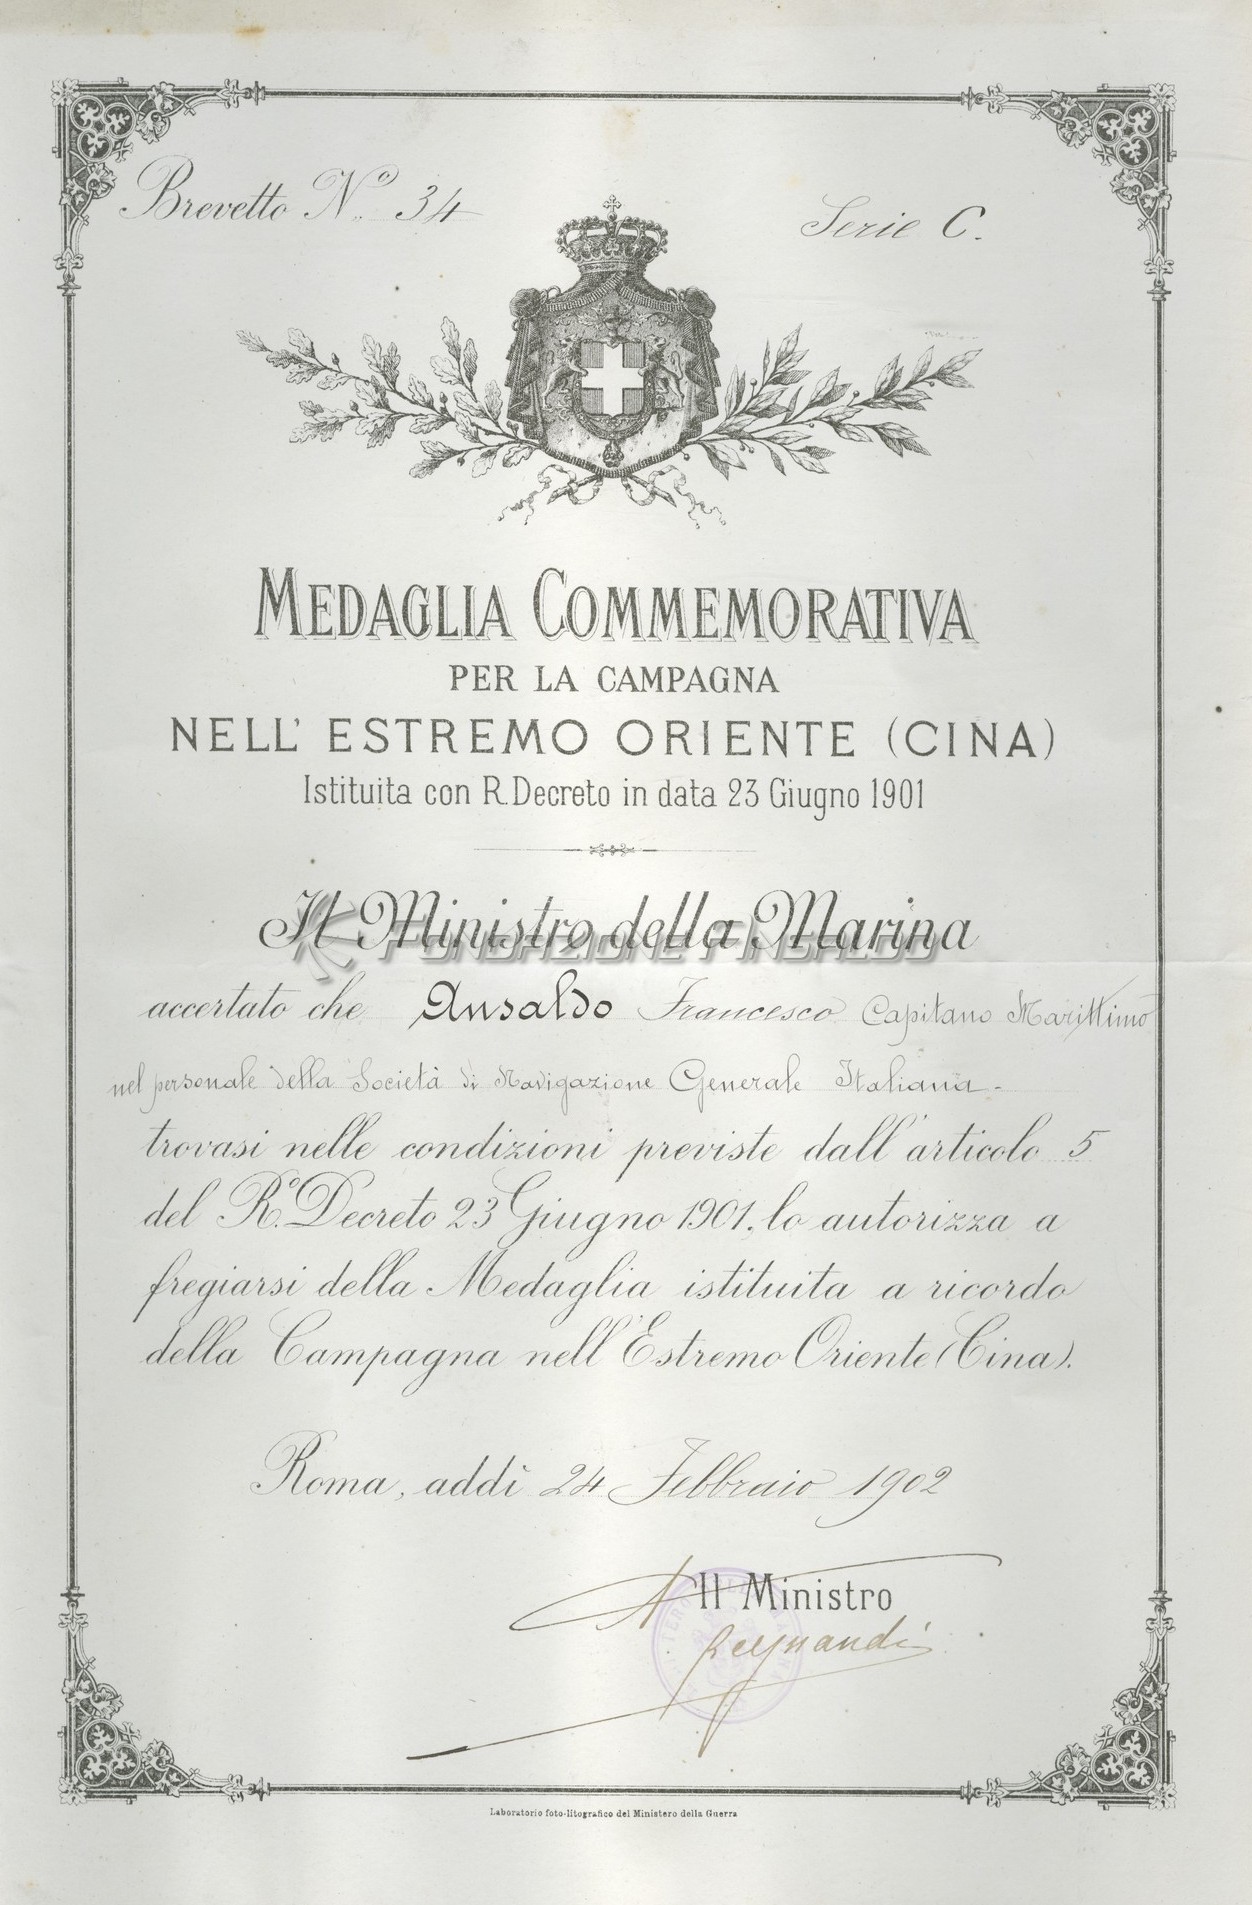 Brevetto N.º 34
Serie C.
MEDAGLIA COMMEMORATIVA
PER LA CAMPAGNA
NELL' ESTREMO ORIENTE (CINA)
Istituita con R. Decreto in data 23 Giugno 1901
Il Ministro della Marina
FONDAZIONE FINSALDO
accertato che Ansaldo Francesco Capitano Marittimo
nel personale della Società di Navigazione Generale Italiana -
trovasi nelle condizioni previste dall'articolo 5
del R.º Decreto 23 Giugno 1901, lo autorizza a
fregiarsi della Medaglia istituita a ricordo
della Campagna nell'Estremo Oriente (Cina).
Roma, addì 24 Febbraio 1902
Il Ministro
Laboratorio foto-litografico del Ministero della Guerra